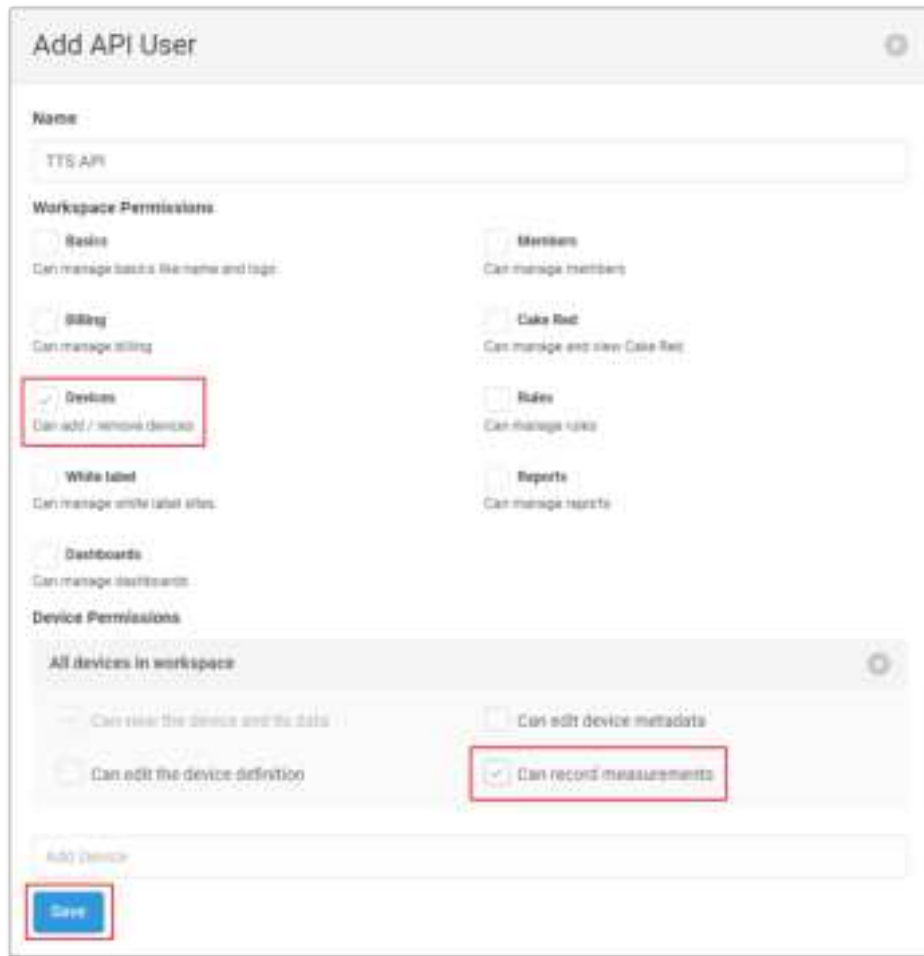 Add API User
Name
TTS API
Workspace Permissions
Basics
Can manage basics like name and logo
Members
Can manage members
Billing
Can manage billing
Cake Red
Can manage and view Cake Red
Devices
Can add / remove devices
Rules
Can manage rules
White label
Can manage white label sites
Reports
Can manage reports
Dashboards
Can manage dashboards
Device Permissions
All devices in workspace
Can view the device and its data
Can edit device metadata
Can edit the device definition
Can record measurements
Add Device
Save